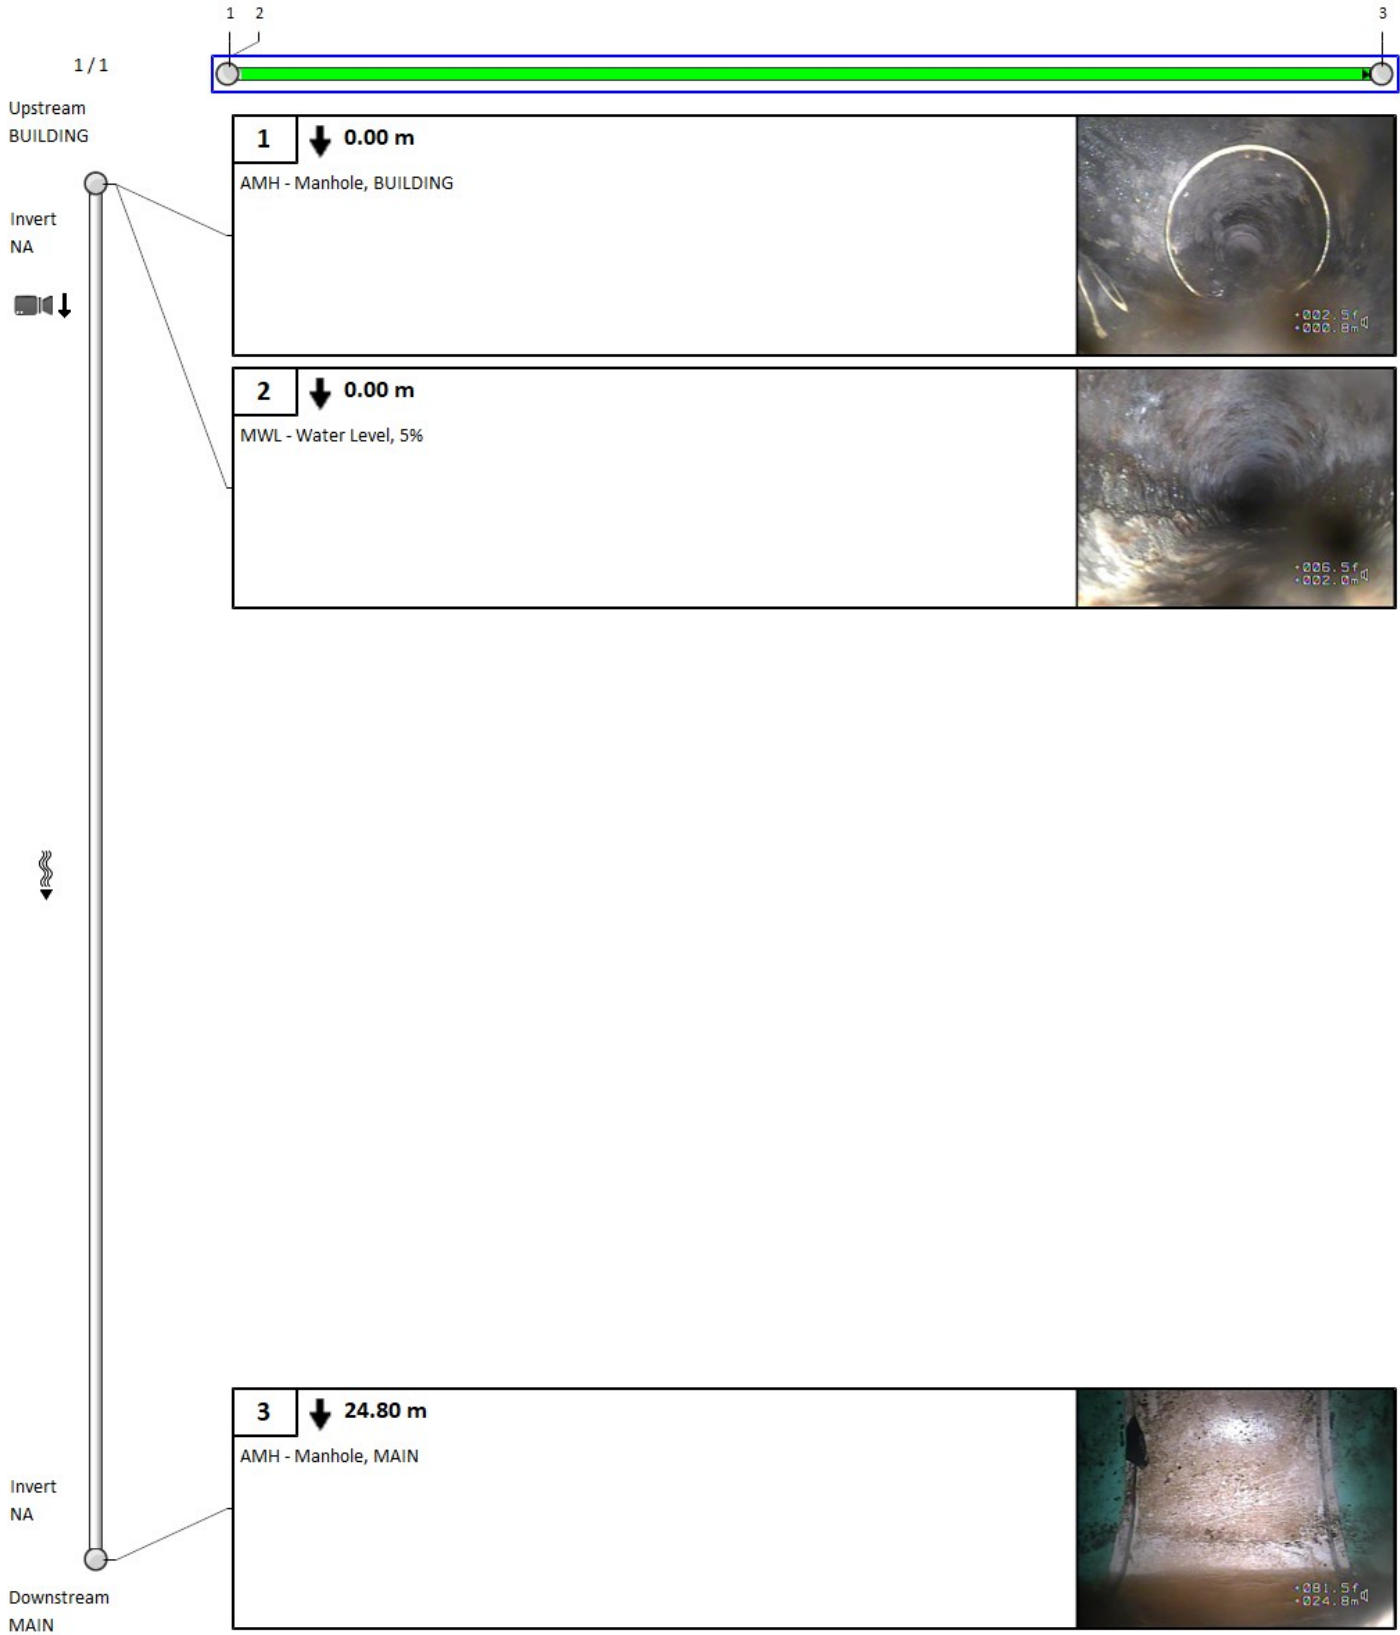 1 2 3
1 / 1
Upstream
BUILDING
1 0.00 m
AMH - Manhole, BUILDING
+002.5f
+000.8m
Invert
NA
2 0.00 m
MWL - Water Level, 5%
+006.5f
+002.0m
3 24.80 m
AMH - Manhole, MAIN
+081.5f
+024.8m
Invert
NA
Downstream
MAIN